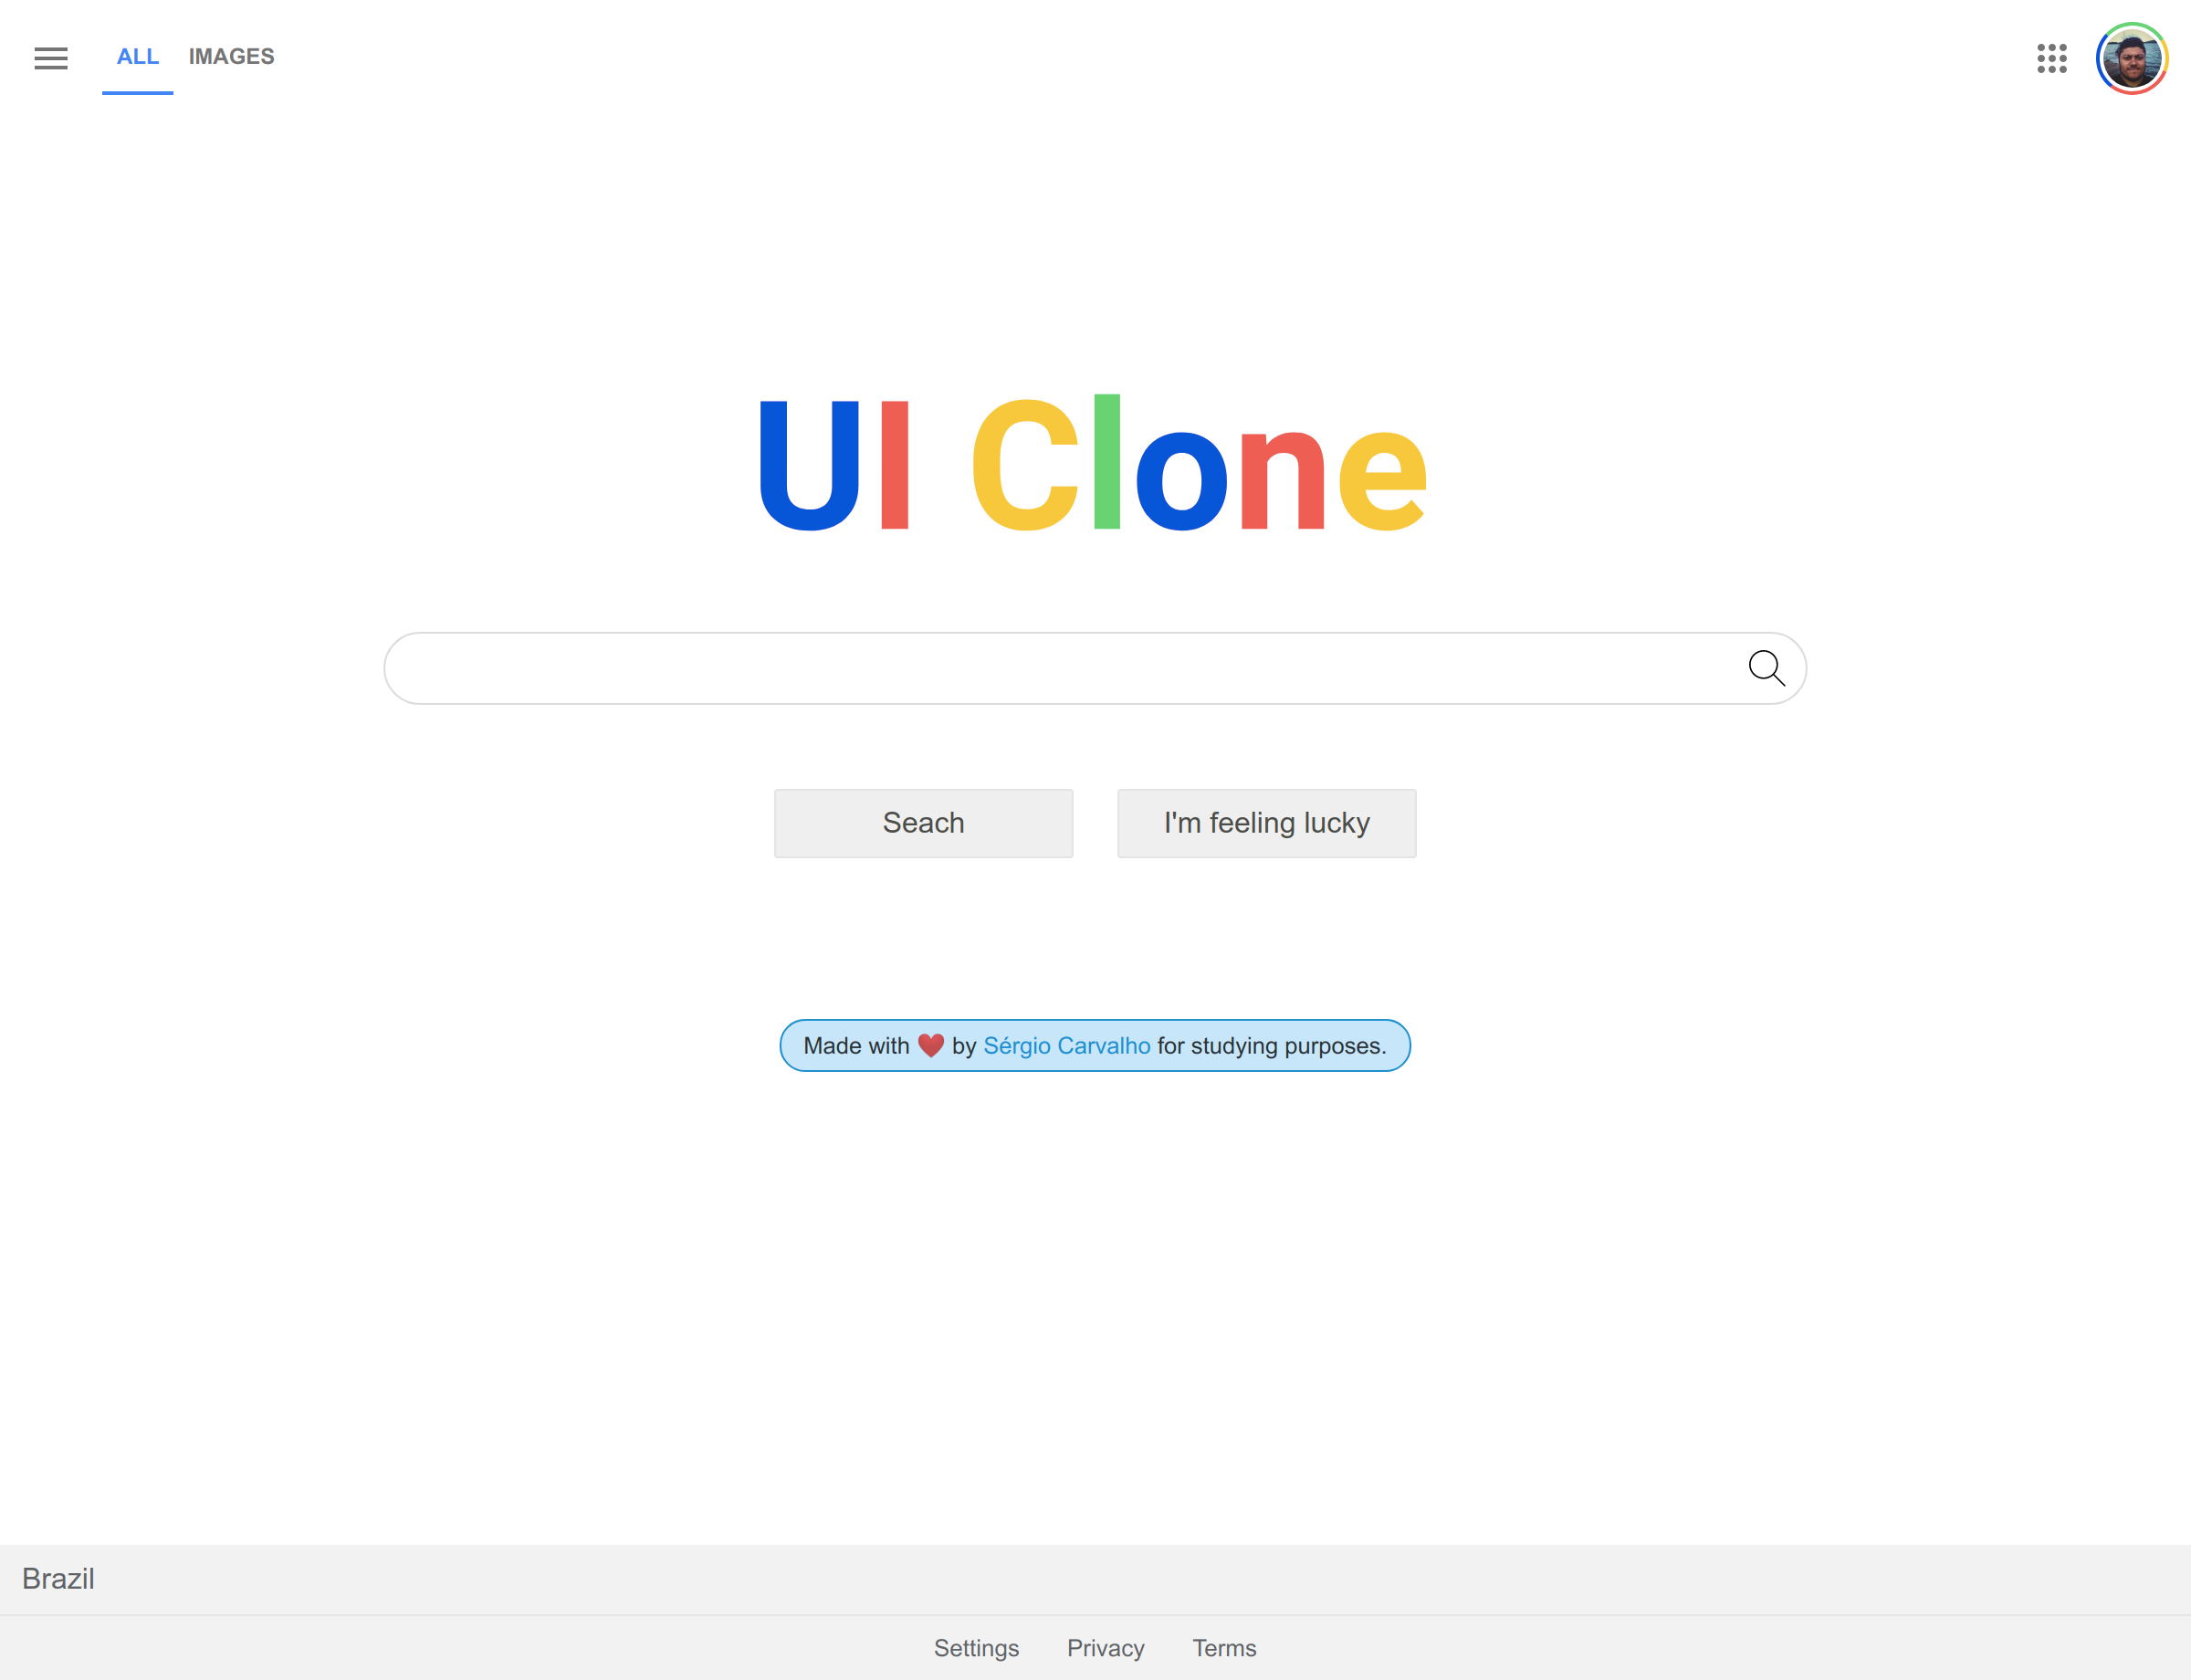 ALL IMAGES
UI Clone
Seach I'm feeling lucky
Made with ❤️ by Sérgio Carvalho for studying purposes.
Brazil
Settings Privacy Terms